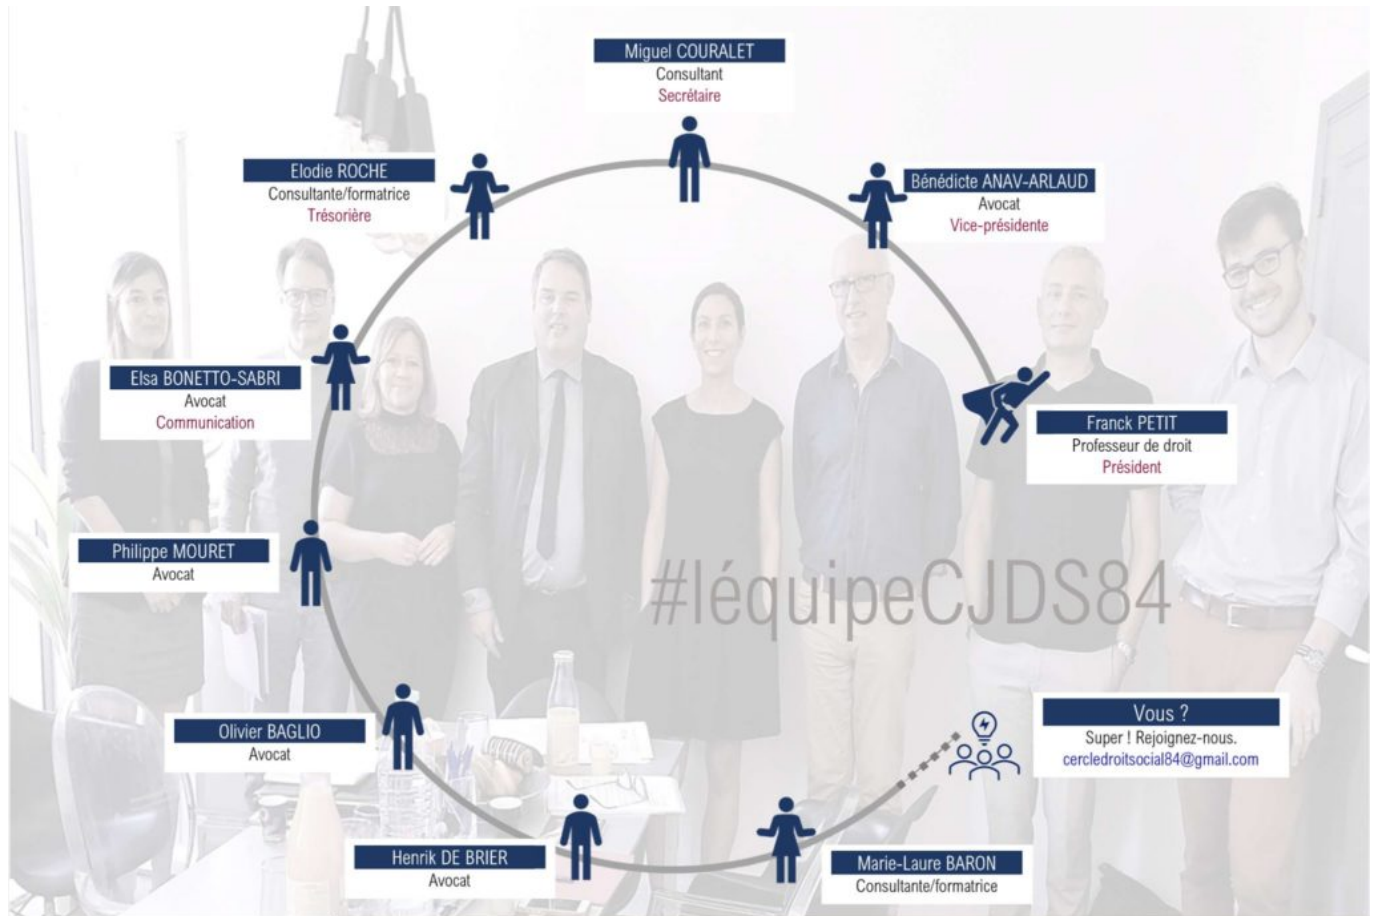 Miguel COURALET
Consultant
Secrétaire
Elodie ROCHE
Consultante/formatrice
Trésorière
Bénédicte ANAV-ARLAUD
Avocat
Vice-présidente
Elsa BONETTO-SABRI
Avocat
Communication
Franck PETIT
Professeur de droit
Président
Philippe MOURET
Avocat
#léquipeCJDS84
Olivier BAGLIO
Avocat
Vous ?
Super ! Rejoignez-nous.
cercledroitsocial84@gmail.com
Henrik DE BRIER
Avocat
Marie-Laure BARON
Consultante/formatrice